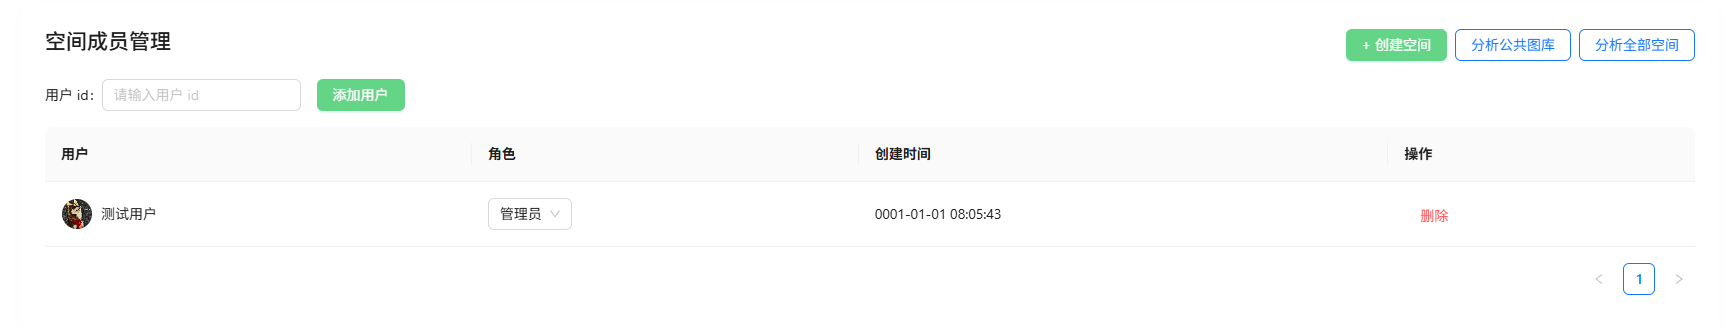 空间成员管理
+ 创建空间 分析公共图库 分析全部空间
用户 id: 请输入用户 id 添加用户
用户 角色 创建时间 操作
测试用户 管理员 0001-01-01 08:05:43 删除
< 1 >